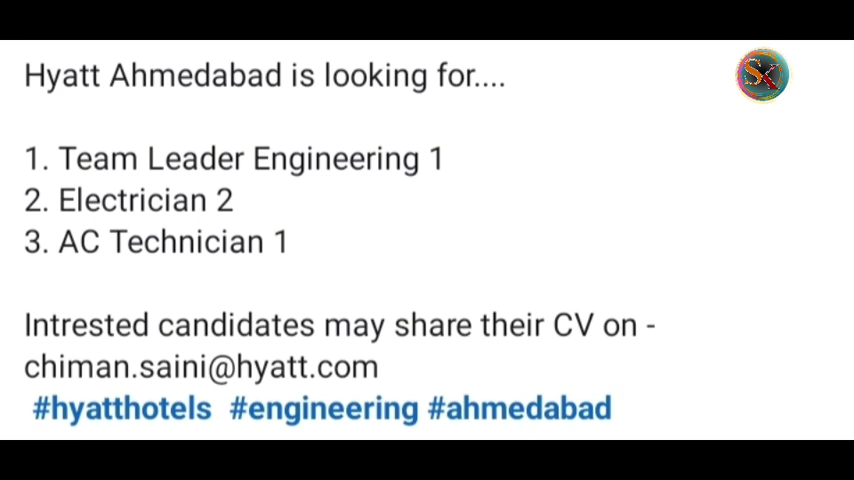 Hyatt Ahmedabad is looking for....
SK
1. Team Leader Engineering 1
2. Electrician 2
3. AC Technician 1
Intrested candidates may share their CV on -
chiman.saini@hyatt.com
#hyatthotels #engineering #ahmedabad